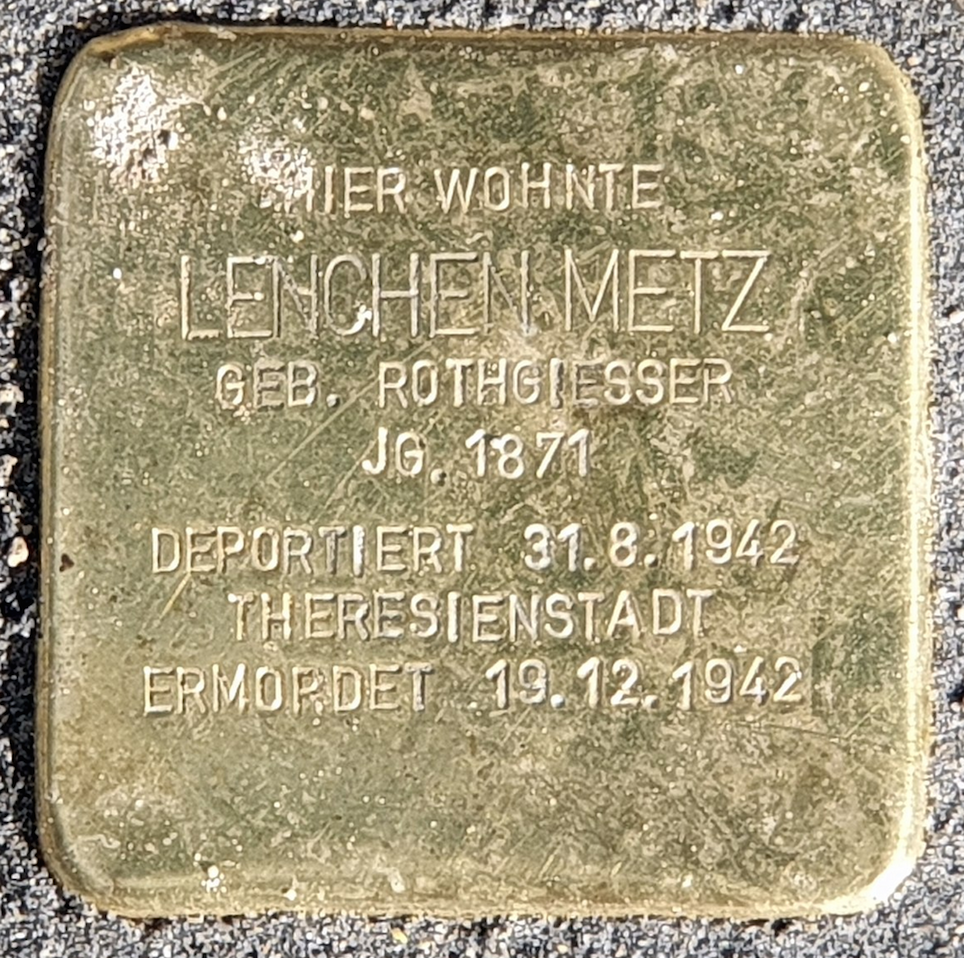 HIER WOHNTE
LENCHEN METZ
GEB. ROTHGIESSER
JG. 1871
DEPORTIERT 31.8.1942
THERESIENSTADT
ERMORDET 19.12.1942